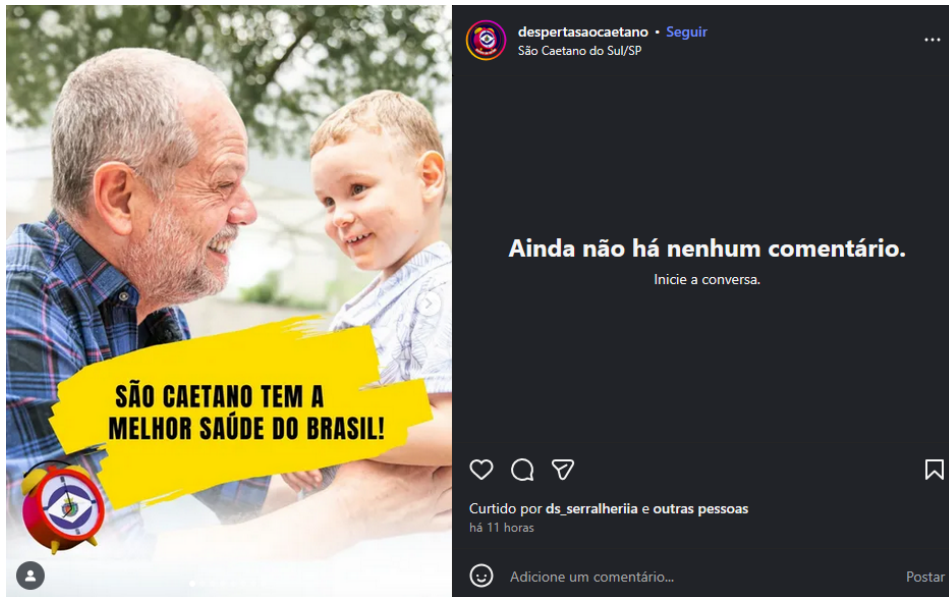 despertasaocaetano • Seguir
São Caetano do Sul/SP
SÃO CAETANO TEM A
MELHOR SAÚDE DO BRASIL!
Ainda não há nenhum comentário.
Inicie a conversa.
Curtido por ds_serralheriia e outras pessoas
há 11 horas
Adicione um comentário... Postar